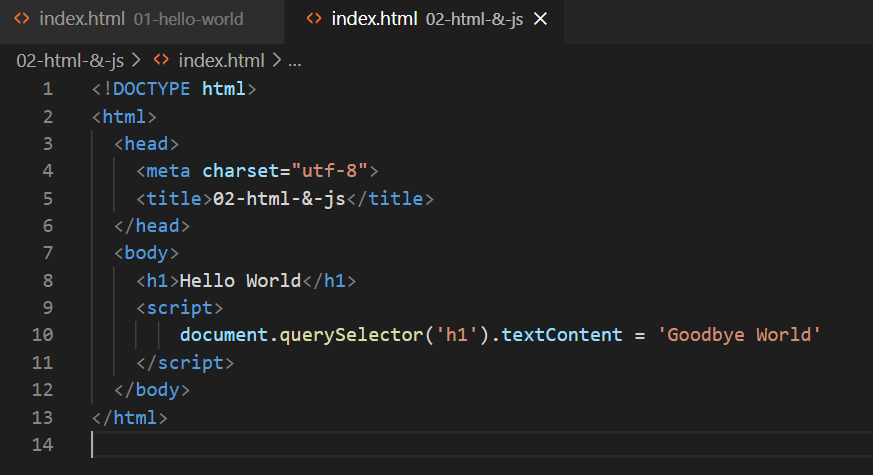 <> index.html 01-hello-world <> index.html 02-html-&-js ×
02-html-&-js > <> index.html > ...
1 <!DOCTYPE html>
2 <html>
3   <head>
4     <meta charset="utf-8">
5     <title>02-html-&-js</title>
6   </head>
7   <body>
8     <h1>Hello World</h1>
9     <script>
10         document.querySelector('h1').textContent = 'Goodbye World'
11     </script>
12   </body>
13 </html>
14